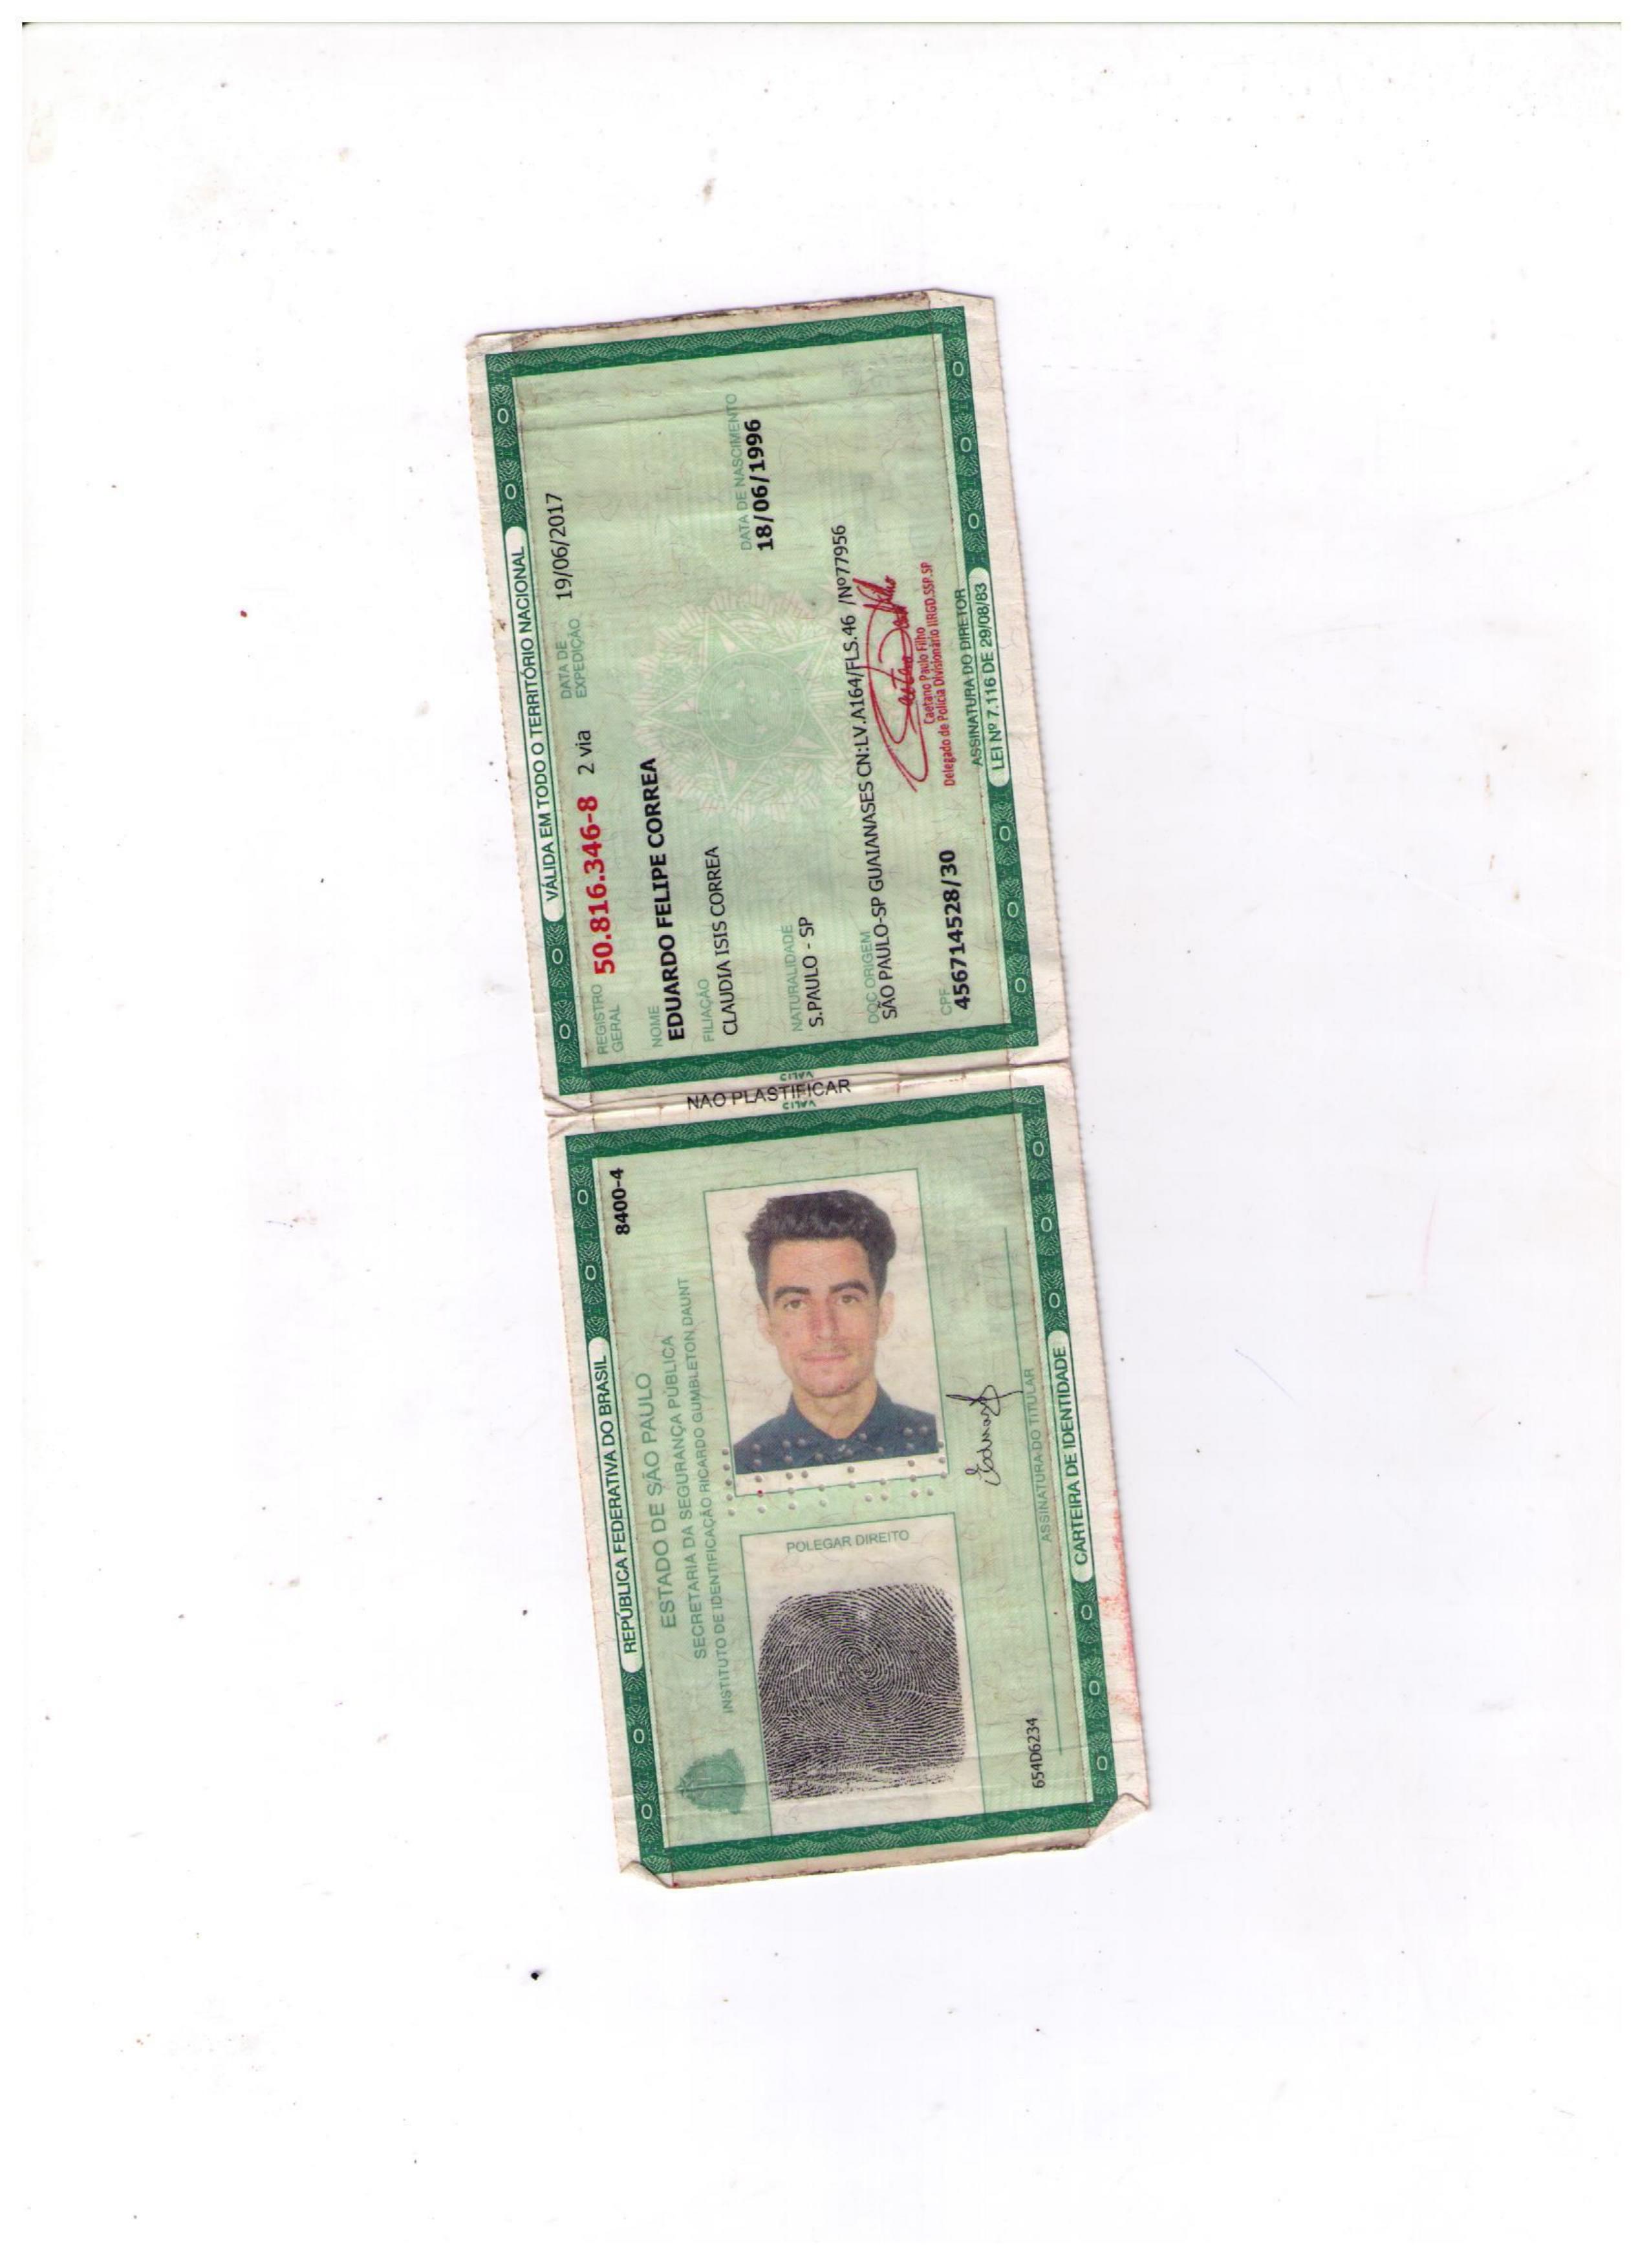 VÁLIDA EM TODO O TERRITÓRIO NACIONAL
REGISTRO GERAL 50.816.346-8 2 via DATA DE EXPEDIÇÃO 19/06/2017
NOME
EDUARDO FELIPE CORREA
FILIAÇÃO
CLAUDIA ISIS CORREA
NATURALIDADE DATA DE NASCIMENTO
S.PAULO - SP 18/06/1996
DOC ORIGEM
SÃO PAULO-SP GUAIANASES CN:LV.A164/FLS.46 /Nº77956
CPF
456714528/30
Caetano Paulo Filho
Delegado de Polícia Divisionário IIRGD.SSP.SP
ASSINATURA DO DIRETOR
LEI Nº 7.116 DE 29/08/83
NAO PLASTIFICAR
REPÚBLICA FEDERATIVA DO BRASIL
8400-4
ESTADO DE SÃO PAULO
SECRETARIA DA SEGURANÇA PÚBLICA
INSTITUTO DE IDENTIFICAÇÃO RICARDO GUMBLETON DAUNT
POLEGAR DIREITO
654D6234
ASSINATURA DO TITULAR
CARTEIRA DE IDENTIDADE